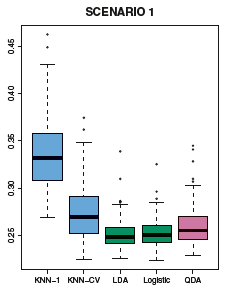 SCENARIO 1
0.45
0.40
0.35
0.30
0.25
KNN−1
KNN−CV
LDA
Logistic
QDA